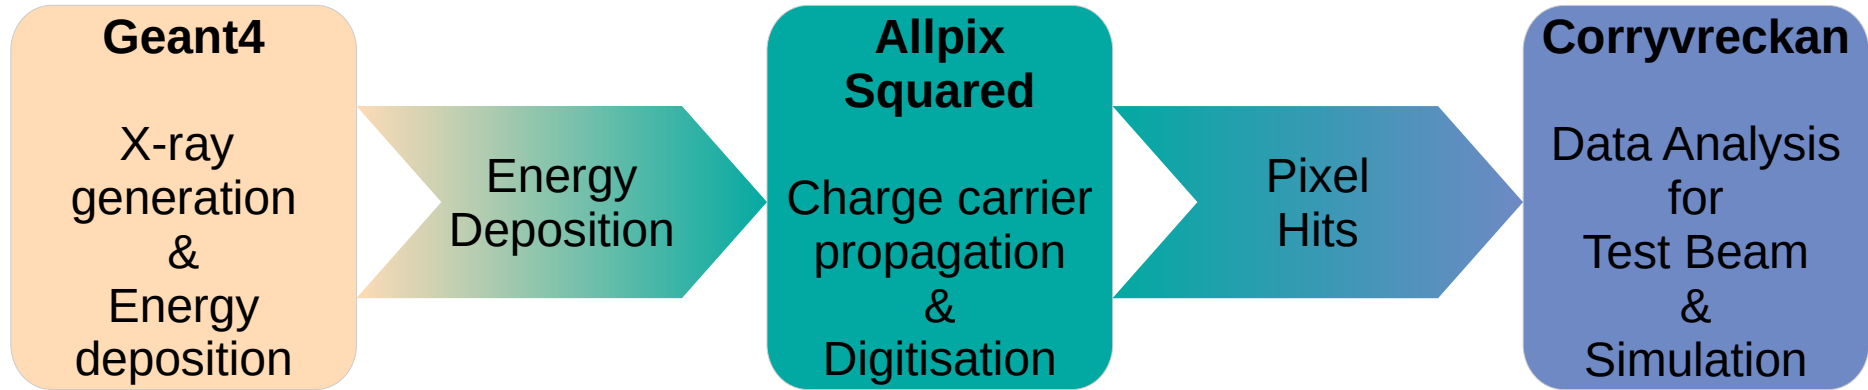 Geant4
X-ray
generation
&
Energy
deposition
Energy
Deposition
Allpix
Squared
Charge carrier
propagation
&
Digitisation
Pixel
Hits
Corryvreckan
Data Analysis
for
Test Beam
&
Simulation